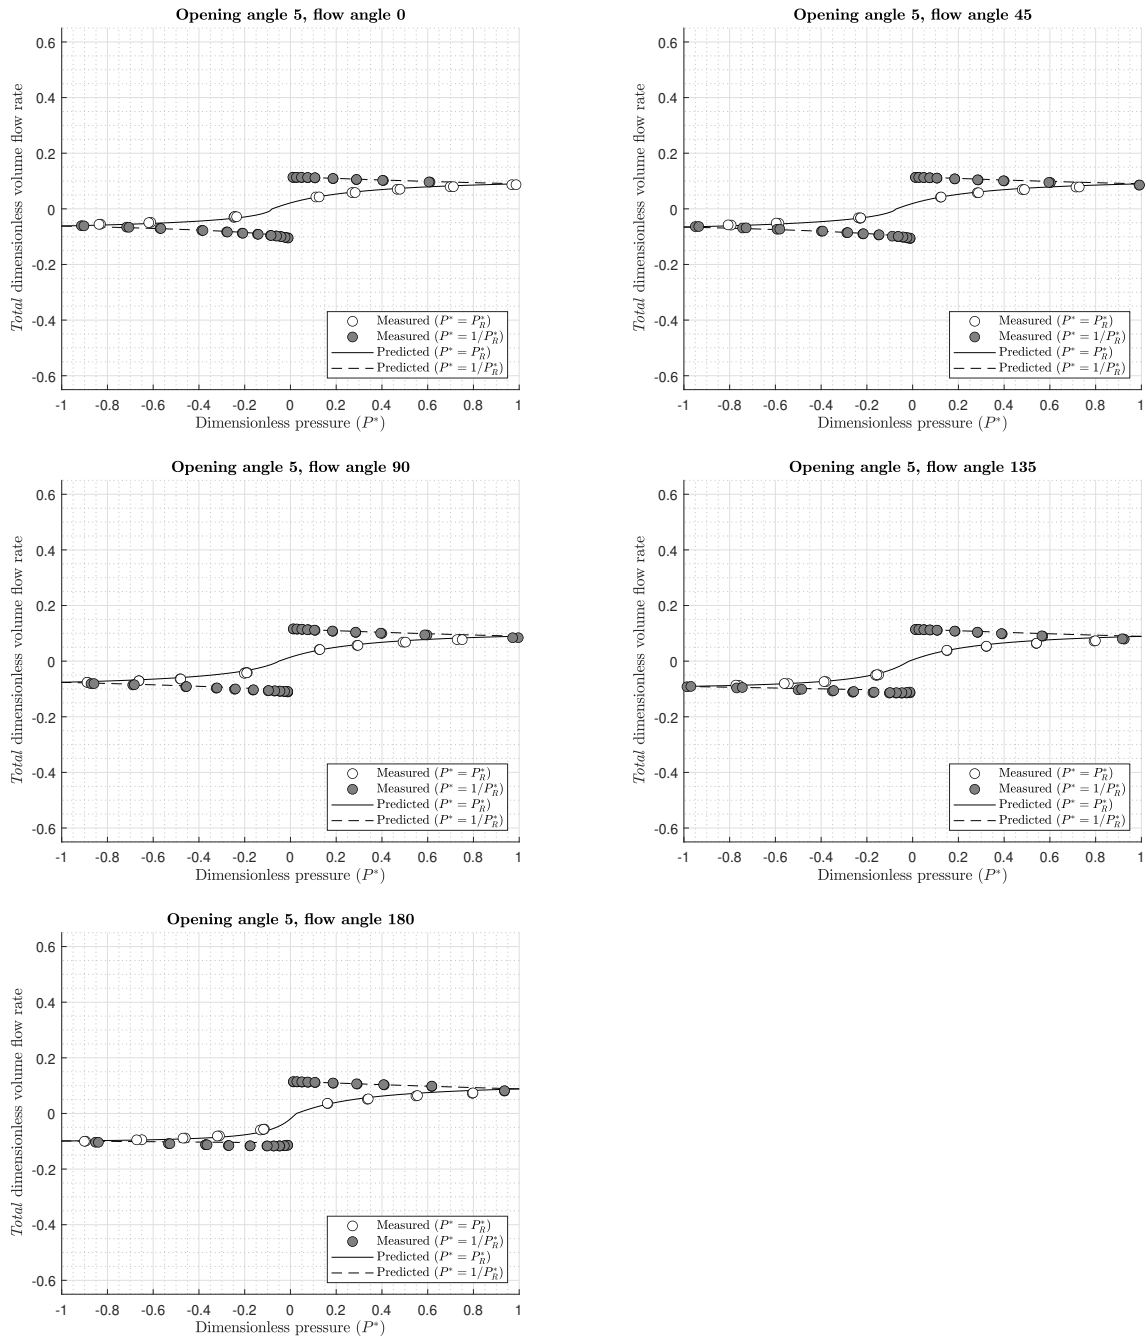 Opening angle 5, flow angle 0
0.6
0.4
0.2
0
-0.2
-0.4
-0.6
Total dimensionless volume flow rate
Measured (P* = P*R)
Measured (P* = 1/P*R)
Predicted (P* = P*R)
Predicted (P* = 1/P*R)
-1 -0.8 -0.6 -0.4 -0.2 0 0.2 0.4 0.6 0.8 1
Dimensionless pressure (P*)
Opening angle 5, flow angle 45
0.6
0.4
0.2
0
-0.2
-0.4
-0.6
Total dimensionless volume flow rate
Measured (P* = P*R)
Measured (P* = 1/P*R)
Predicted (P* = P*R)
Predicted (P* = 1/P*R)
-1 -0.8 -0.6 -0.4 -0.2 0 0.2 0.4 0.6 0.8 1
Dimensionless pressure (P*)
Opening angle 5, flow angle 90
0.6
0.4
0.2
0
-0.2
-0.4
-0.6
Total dimensionless volume flow rate
Measured (P* = P*R)
Measured (P* = 1/P*R)
Predicted (P* = P*R)
Predicted (P* = 1/P*R)
-1 -0.8 -0.6 -0.4 -0.2 0 0.2 0.4 0.6 0.8 1
Dimensionless pressure (P*)
Opening angle 5, flow angle 135
0.6
0.4
0.2
0
-0.2
-0.4
-0.6
Total dimensionless volume flow rate
Measured (P* = P*R)
Measured (P* = 1/P*R)
Predicted (P* = P*R)
Predicted (P* = 1/P*R)
-1 -0.8 -0.6 -0.4 -0.2 0 0.2 0.4 0.6 0.8 1
Dimensionless pressure (P*)
Opening angle 5, flow angle 180
0.6
0.4
0.2
0
-0.2
-0.4
-0.6
Total dimensionless volume flow rate
Measured (P* = P*R)
Measured (P* = 1/P*R)
Predicted (P* = P*R)
Predicted (P* = 1/P*R)
-1 -0.8 -0.6 -0.4 -0.2 0 0.2 0.4 0.6 0.8 1
Dimensionless pressure (P*)